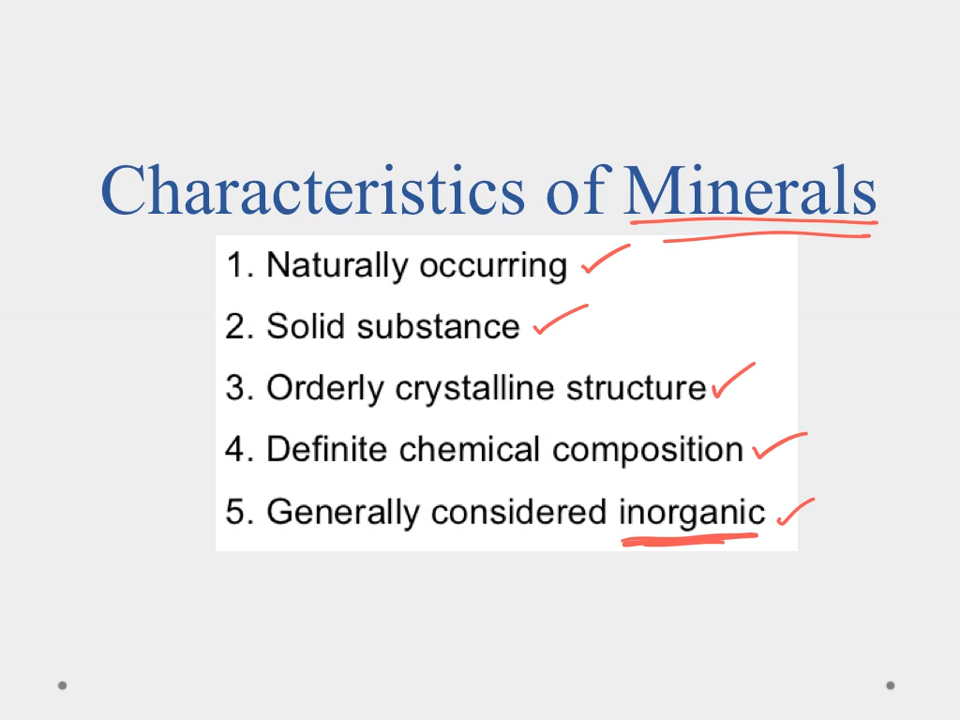 Characteristics of Minerals
1. Naturally occurring
2. Solid substance
3. Orderly crystalline structure
4. Definite chemical composition
5. Generally considered inorganic